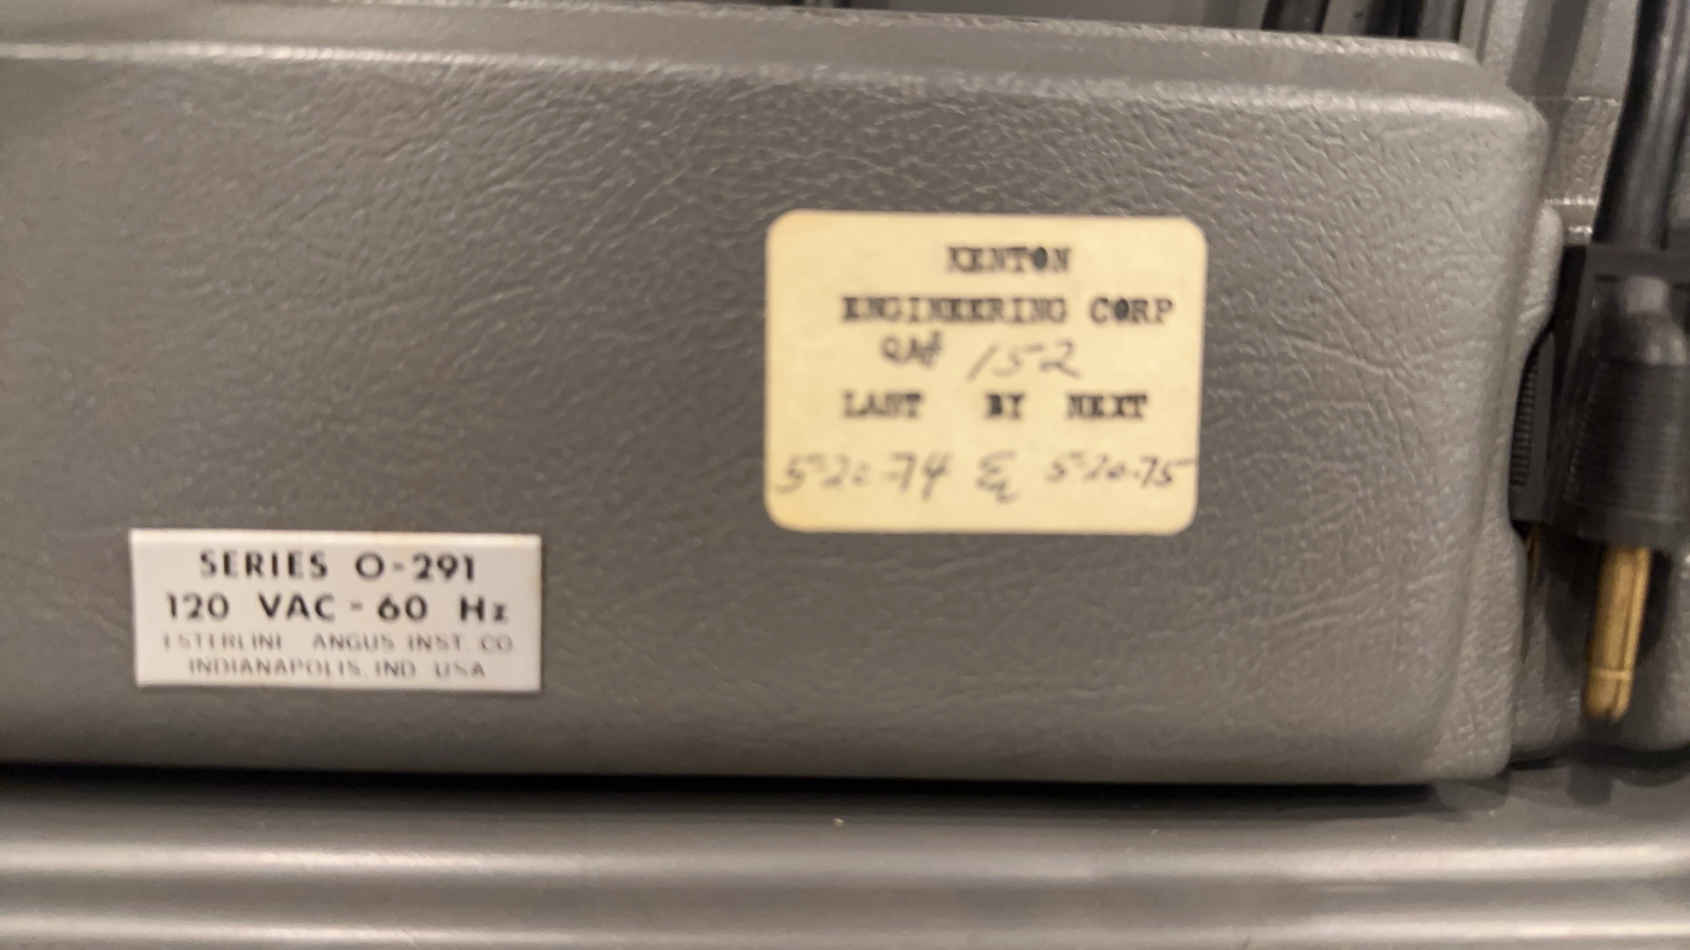 KENTON
ENGINEERING CORP
QA# 152
LAST BY NEXT
5-20-74 5-20-75
SERIES O-291
120 VAC - 60 Hz
ESTERLINE ANGUS INST. CO
INDIANAPOLIS, IND. USA